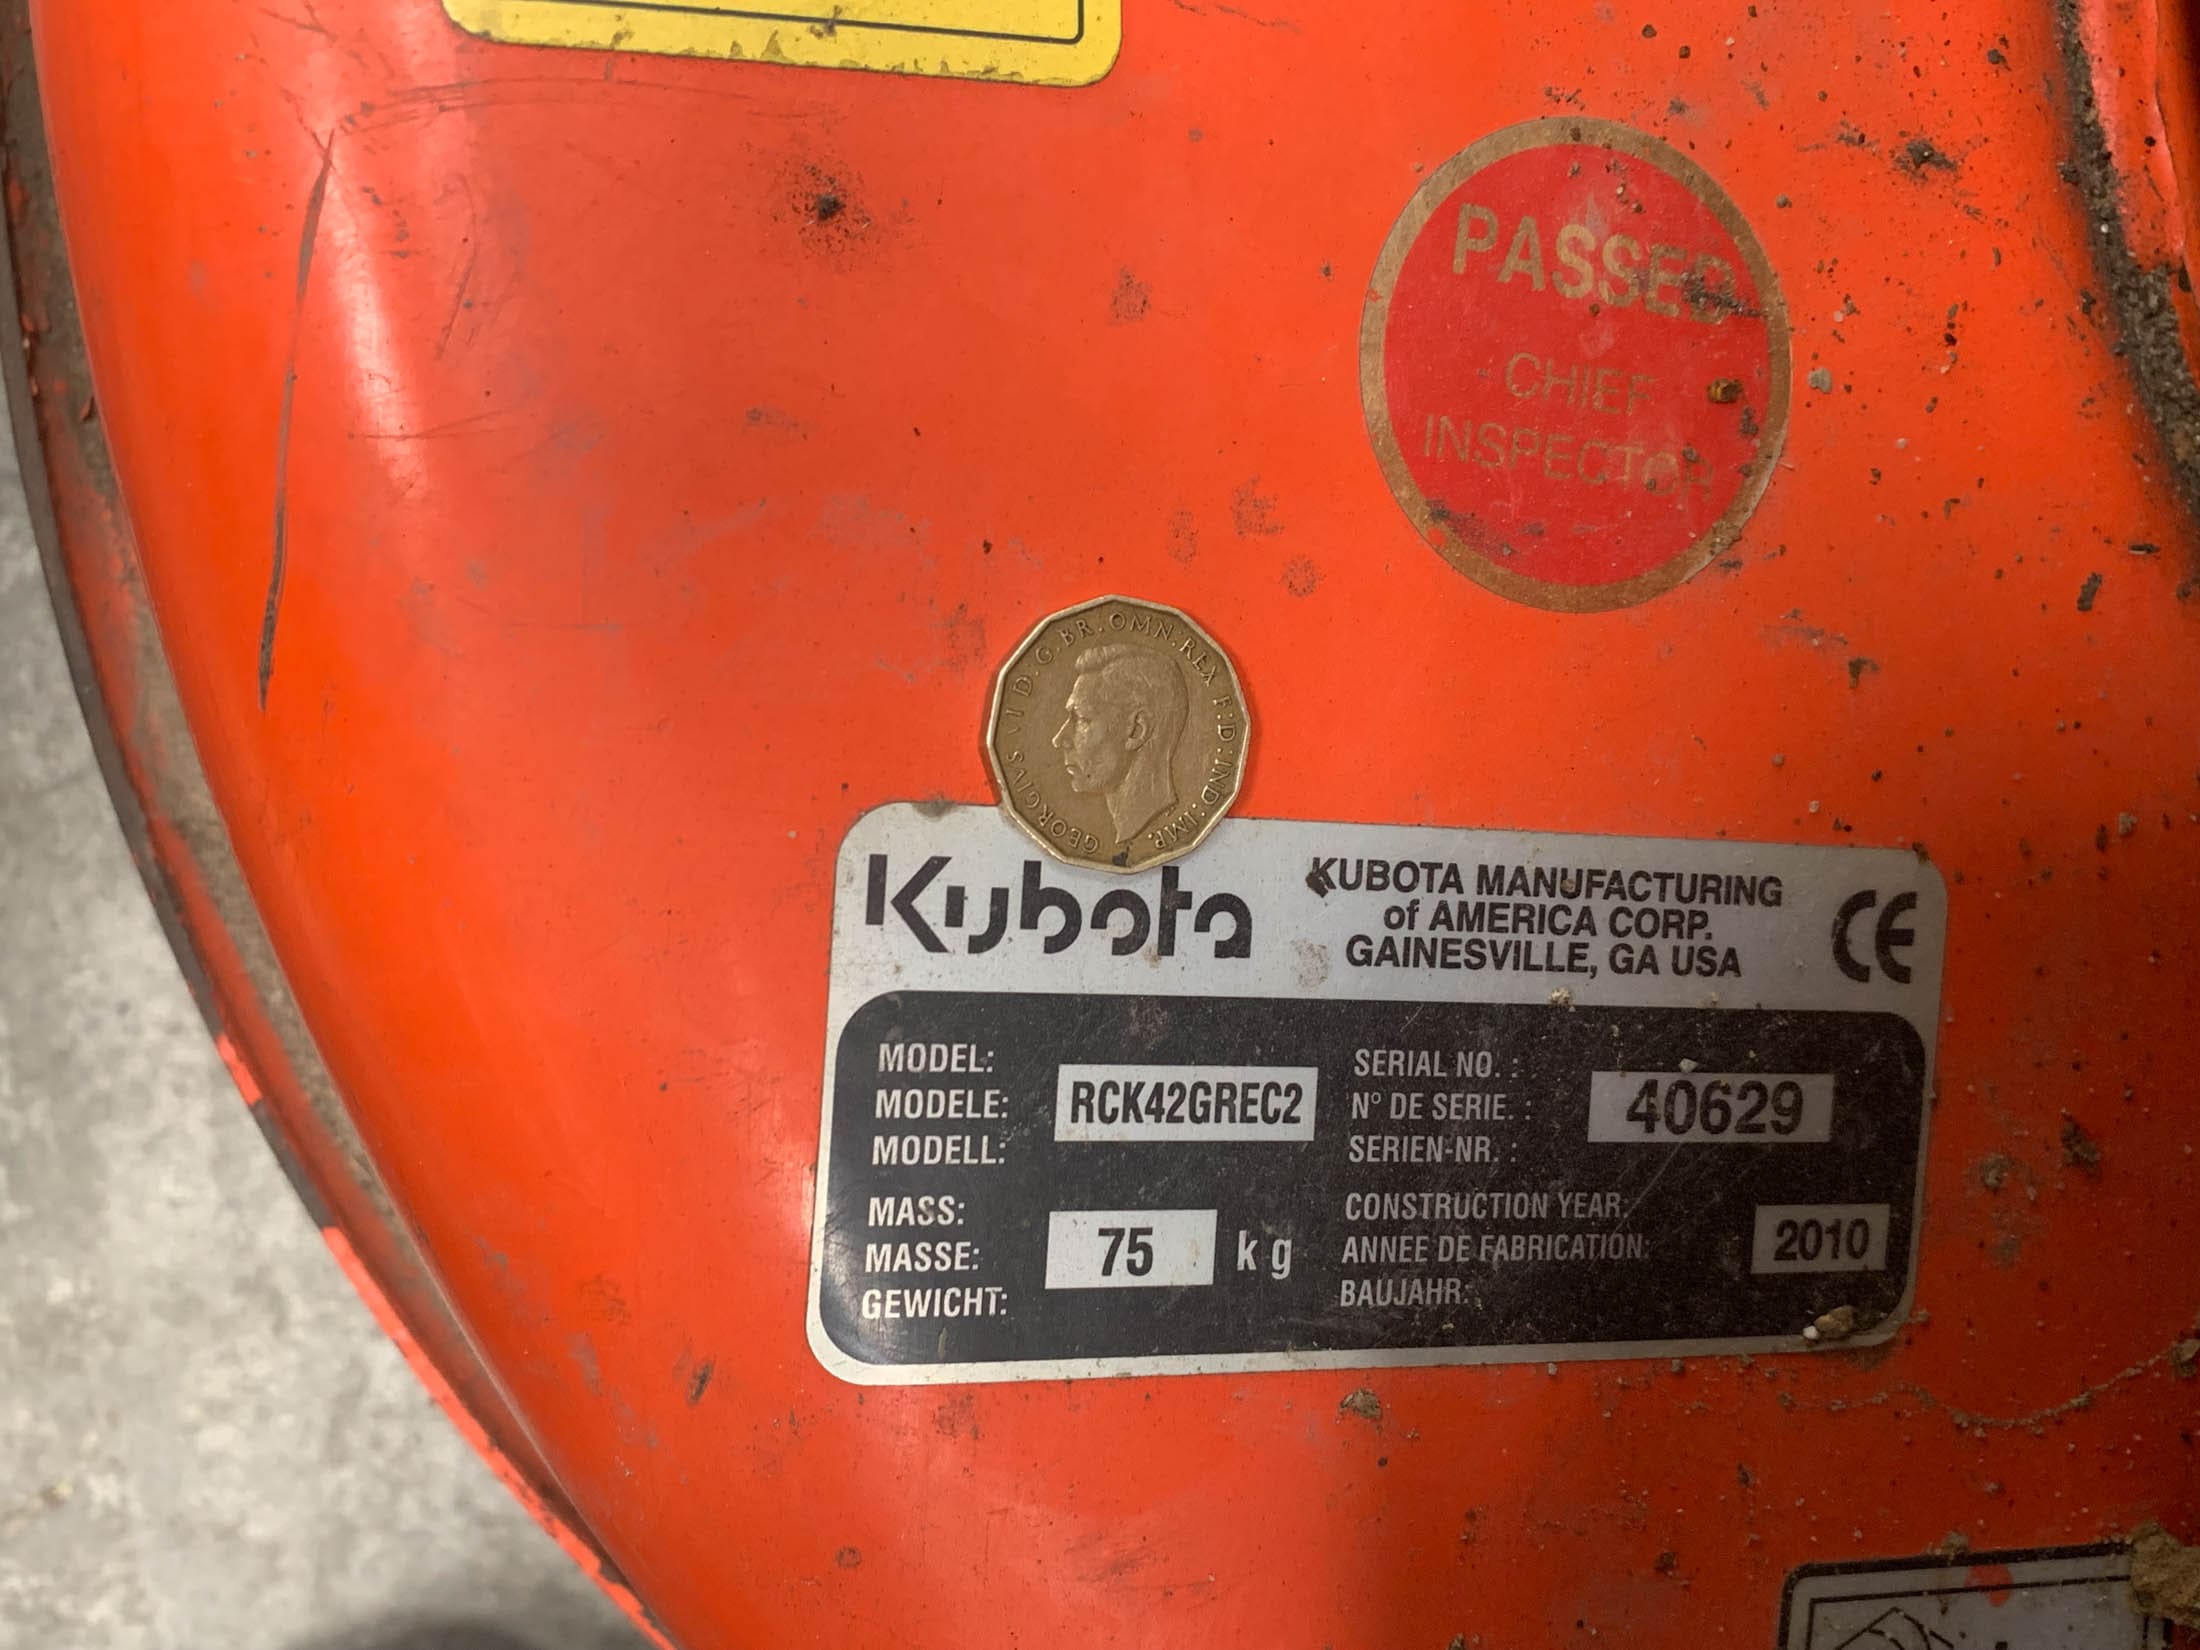 PASSED
CHIEF
INSPECTOR
GEORGIVS VI D:G:BR.OMN:REX F:D:IND:IMP.
Kubota
KUBOTA MANUFACTURING
of AMERICA CORP.
GAINESVILLE, GA USA
CE
MODEL:
MODELE: RCK42GREC2
MODELL:
SERIAL NO. :
N° DE SERIE. : 40629
SERIEN-NR. :
MASS:
MASSE: 75 kg
GEWICHT:
CONSTRUCTION YEAR:
ANNEE DE FABRICATION: 2010
BAUJAHR: